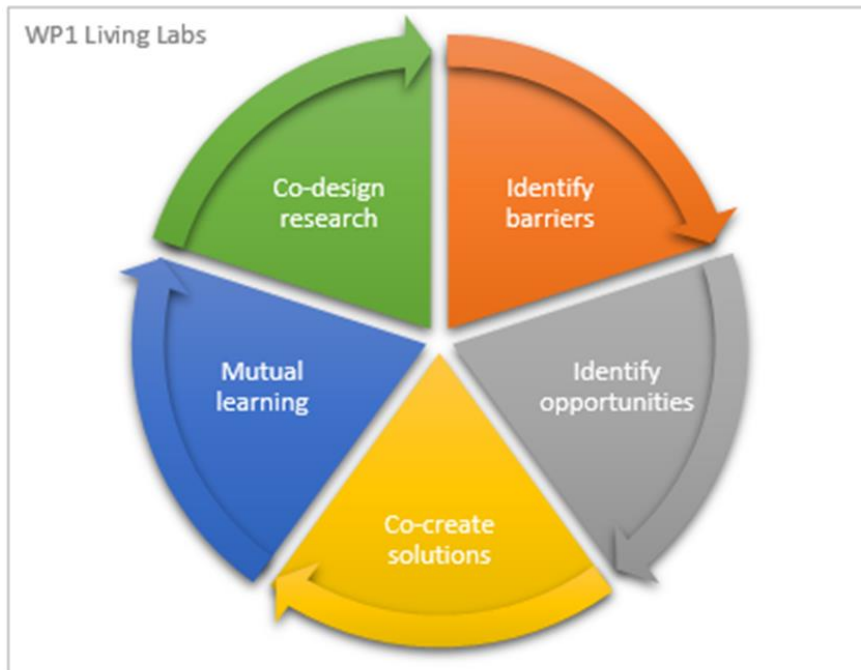 WP1 Living Labs
Co-design
research
Identify
barriers
Mutual
learning
Identify
opportunities
Co-create
solutions